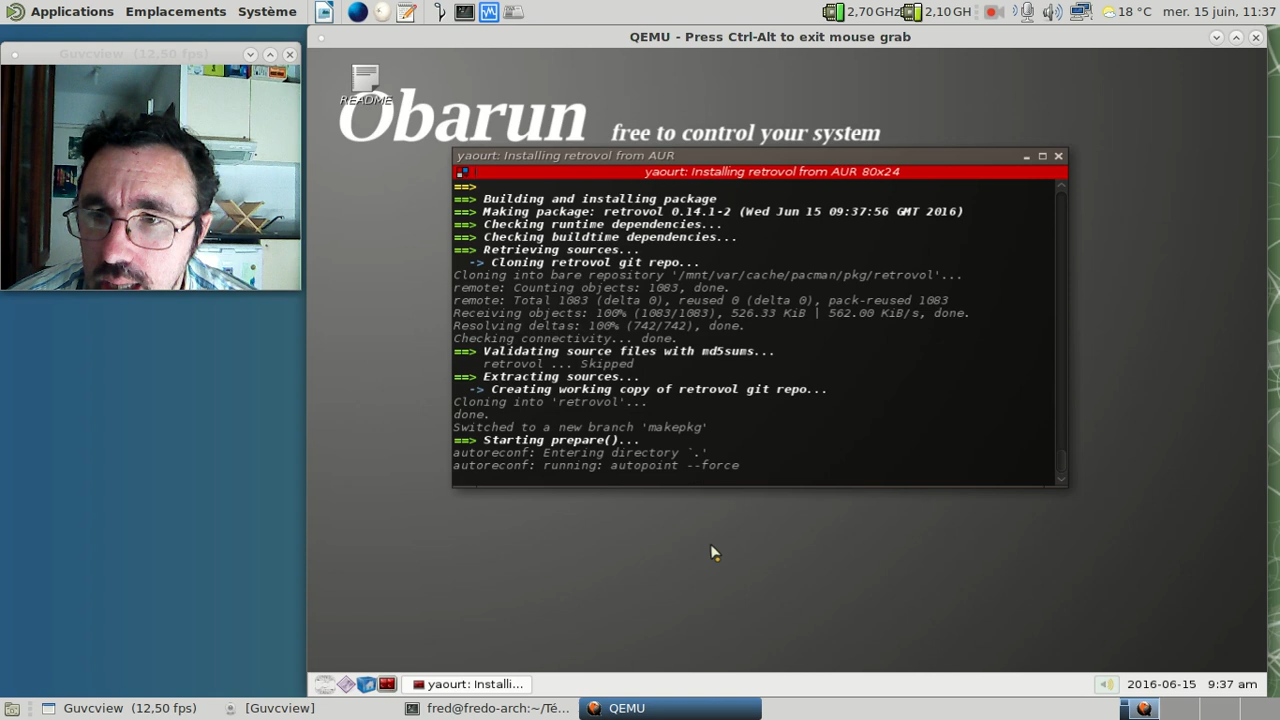 Applications Emplacements Système
2,70 GHz 2,10 GH 18 °C mer. 15 juin, 11:37
Guvcview (12,50 fps)
QEMU - Press Ctrl-Alt to exit mouse grab
README
Obarun free to control your system
yaourt: Installing retrovol from AUR
yaourt: Installing retrovol from AUR 80x24
==>
==> Building and installing package
==> Making package: retrovol 0.14.1-2 (Wed Jun 15 09:37:56 GMT 2016)
==> Checking runtime dependencies...
==> Checking buildtime dependencies...
==> Retrieving sources...
-> Cloning retrovol git repo...
Cloning into bare repository '/mnt/var/cache/pacman/pkg/retrovol'...
remote: Counting objects: 1083, done.
remote: Total 1083 (delta 0), reused 0 (delta 0), pack-reused 1083
Receiving objects: 100% (1083/1083), 526.33 KiB | 562.00 KiB/s, done.
Resolving deltas: 100% (742/742), done.
Checking connectivity... done.
==> Validating source files with md5sums...
retrovol ... Skipped
==> Extracting sources...
-> Creating working copy of retrovol git repo...
Cloning into 'retrovol'...
done.
Switched to a new branch 'makepkg'
==> Starting prepare()...
autoreconf: Entering directory `.'
autoreconf: running: autopoint --force
yaourt: Installi... 2016-06-15 9:37 am
Guvcview (12,50 fps) [Guvcview] fred@fredo-arch:~/Té... QEMU